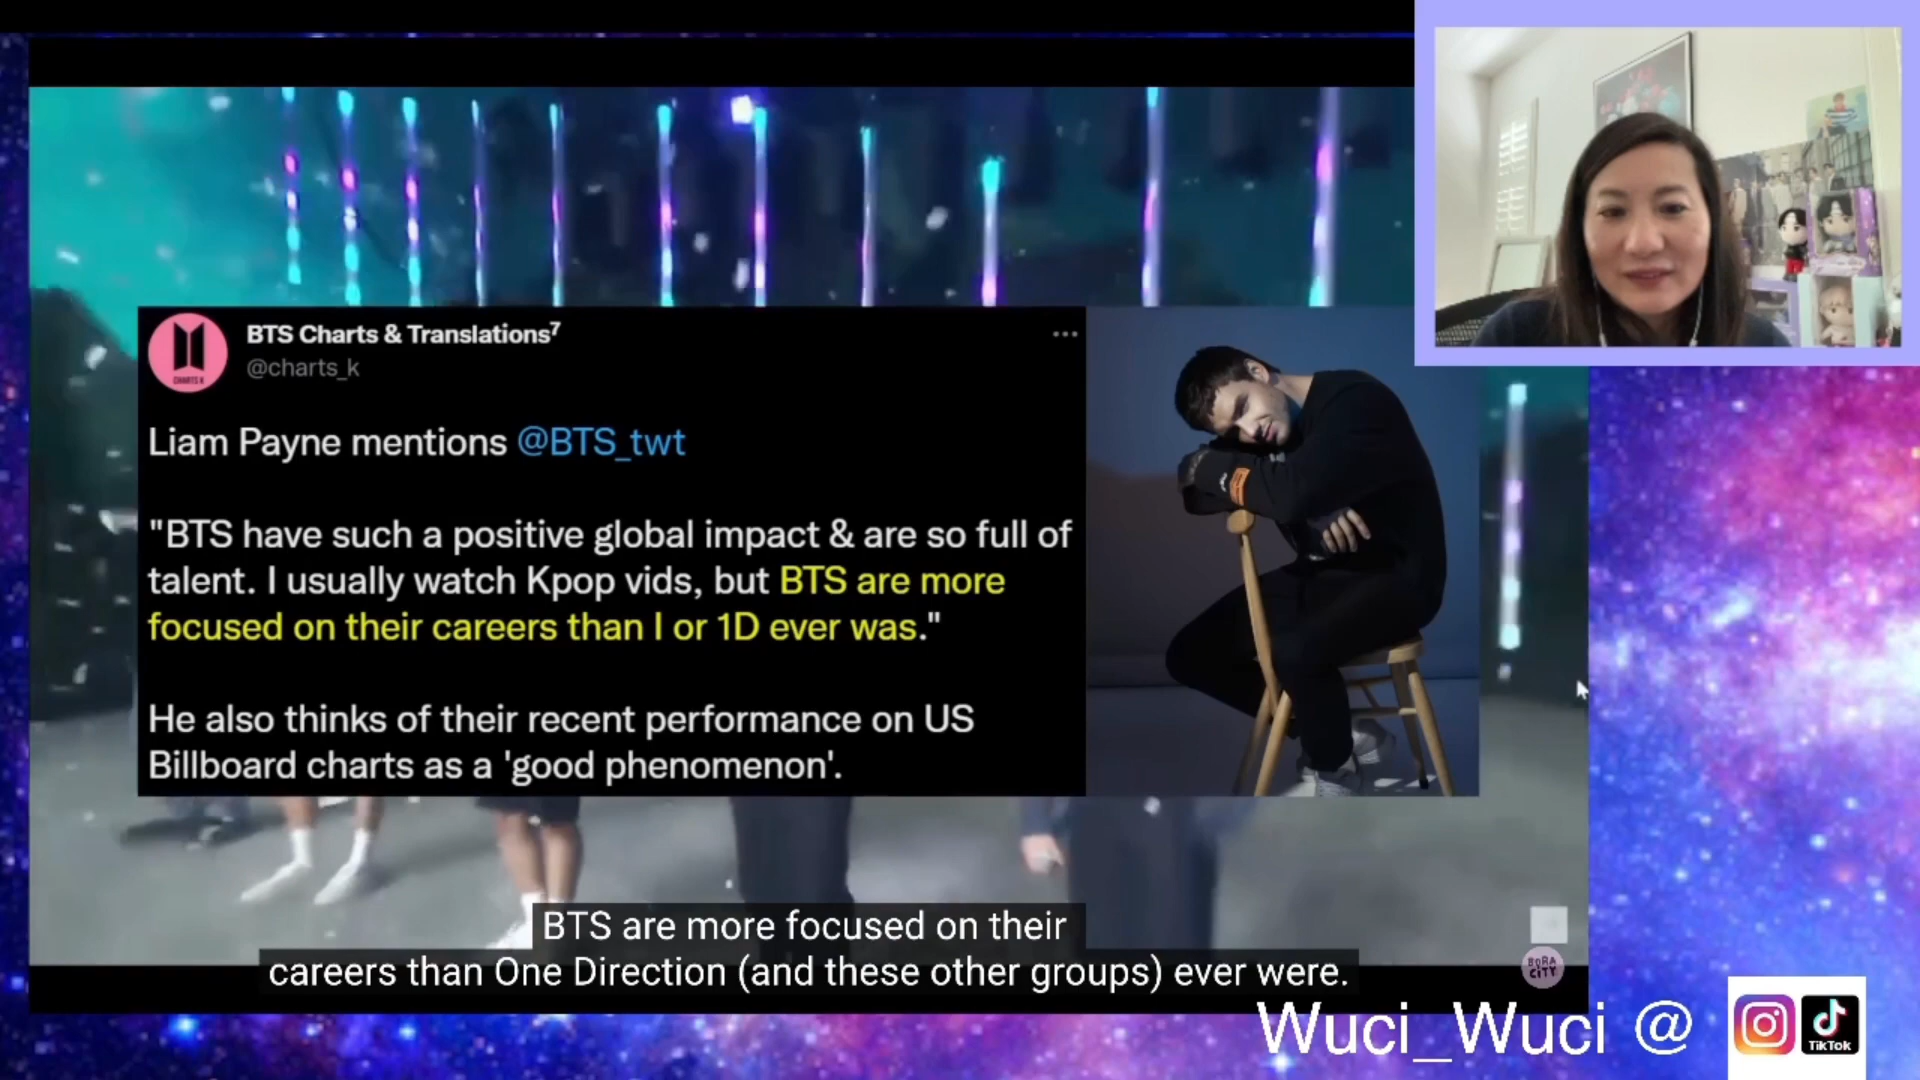 BTS Charts & Translations⁷
@charts_k
CHARTS K
Liam Payne mentions @BTS_twt
"BTS have such a positive global impact & are so full of
talent. I usually watch Kpop vids, but BTS are more
focused on their careers than I or 1D ever was."
He also thinks of their recent performance on US
Billboard charts as a 'good phenomenon'.
BTS are more focused on their
careers than One Direction (and these other groups) ever were.
BORA
CITY
Wuci_Wuci @
TikTok